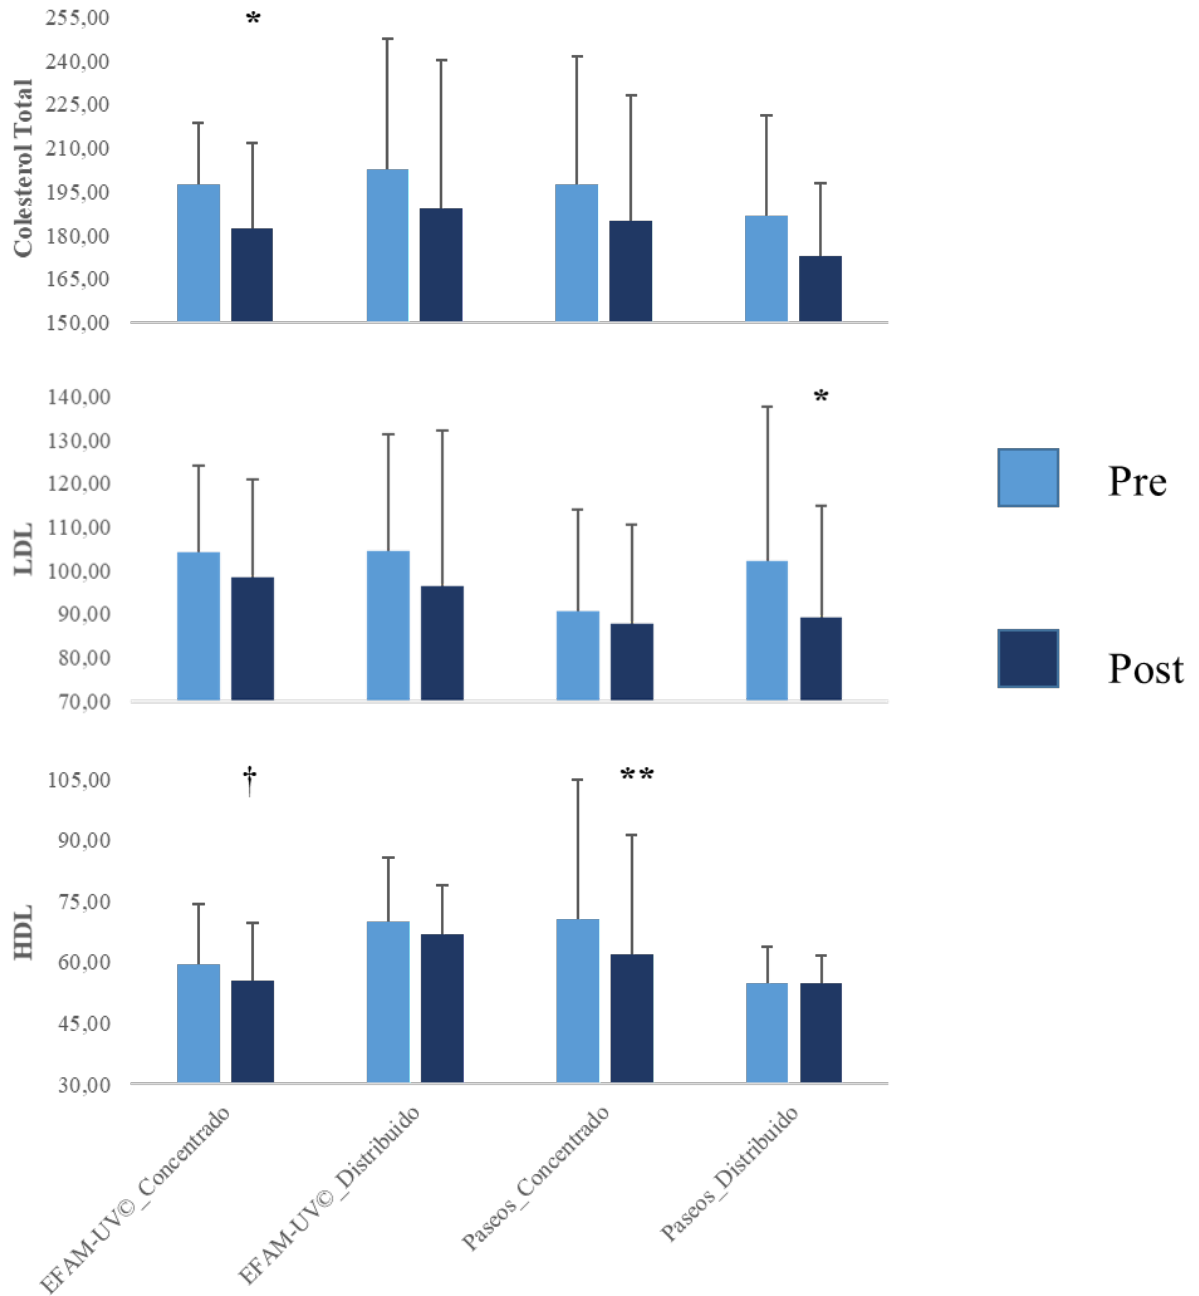 255,00
*
240,00
225,00
210,00
195,00
180,00
165,00
150,00
Colesterol Total
140,00
*
130,00
120,00
110,00
100,00
90,00
80,00
70,00
LDL
Pre
Post
105,00
†
**
90,00
75,00
60,00
45,00
30,00
HDL
EFAM-UV©_Concentrado
EFAM-UV©_Distribuido
Paseos_Concentrado
Paseos_Distribuido